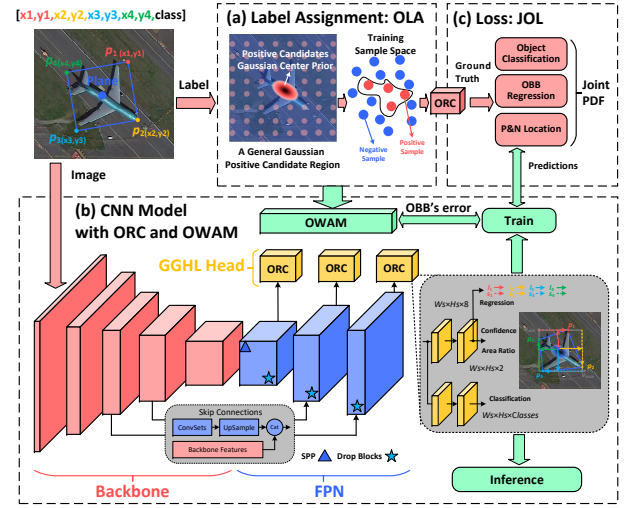 [x1,y1,x2,y2,x3,y3,x4,y4,class]
p1 (x1,y1)
p4(x4,y4)
Plane
p2(x2,y2)
p3(x3,y3)
Label
Image
(a) Label Assignment: OLA
Positive Candidates
Gaussian Center Prior
A General Gaussian
Positive Candidate Region
Training
Sample Space
Negative
Sample
Positive
Sample
ORC
Ground
Truth
(c) Loss: JOL
Object
Classification
OBB
Regression
P&N Location
Joint
PDF
Predictions
(b) CNN Model
with ORC and OWAM
OWAM
OBB's error
Train
GGHL Head
ORC
ORC
ORC
Skip Connections
ConvSets
UpSample
Cat
Backbone Features
SPP
Drop Blocks
Backbone
FPN
Ws×Hs×8
Regression
Confidence
Area Ratio
Ws×Hs×2
Classification
Ws×Hs×Classes
Inference